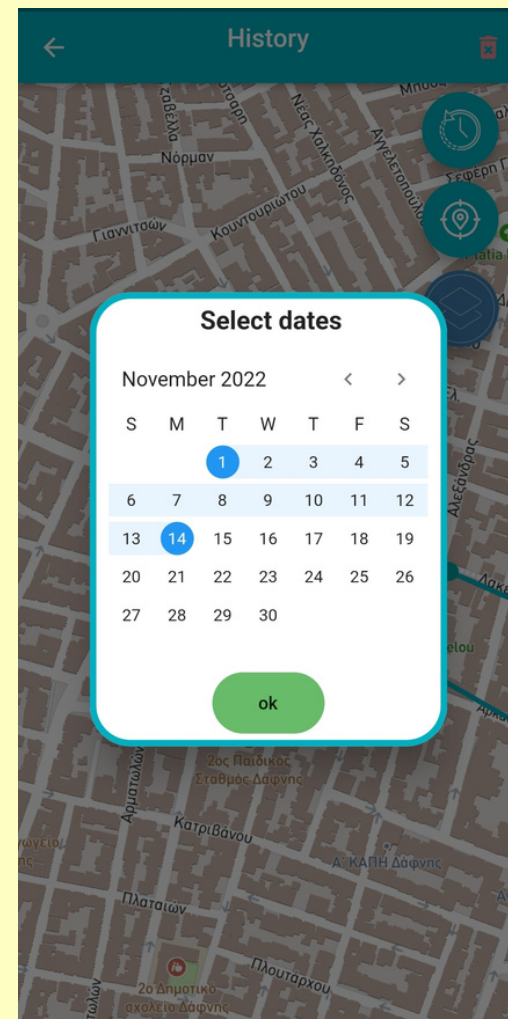 History
Νόρμαν
Νέας Χαλκηδόνος
Γιαννιτσών
Κουντουριώτου
Select dates
November 2022
S M T W T F S
1 2 3 4 5
6 7 8 9 10 11 12
13 14 15 16 17 18 19
20 21 22 23 24 25 26
27 28 29 30
ok
2ος Παιδικός
Σταθμός Δάφνης
Αρματωλών
Κατριβάνου
Α' ΚΑΠΗ Δάφνης
Πλαταιών
Πλουτάρχου
2ο Δημοτικό
σχολείο Δάφνης